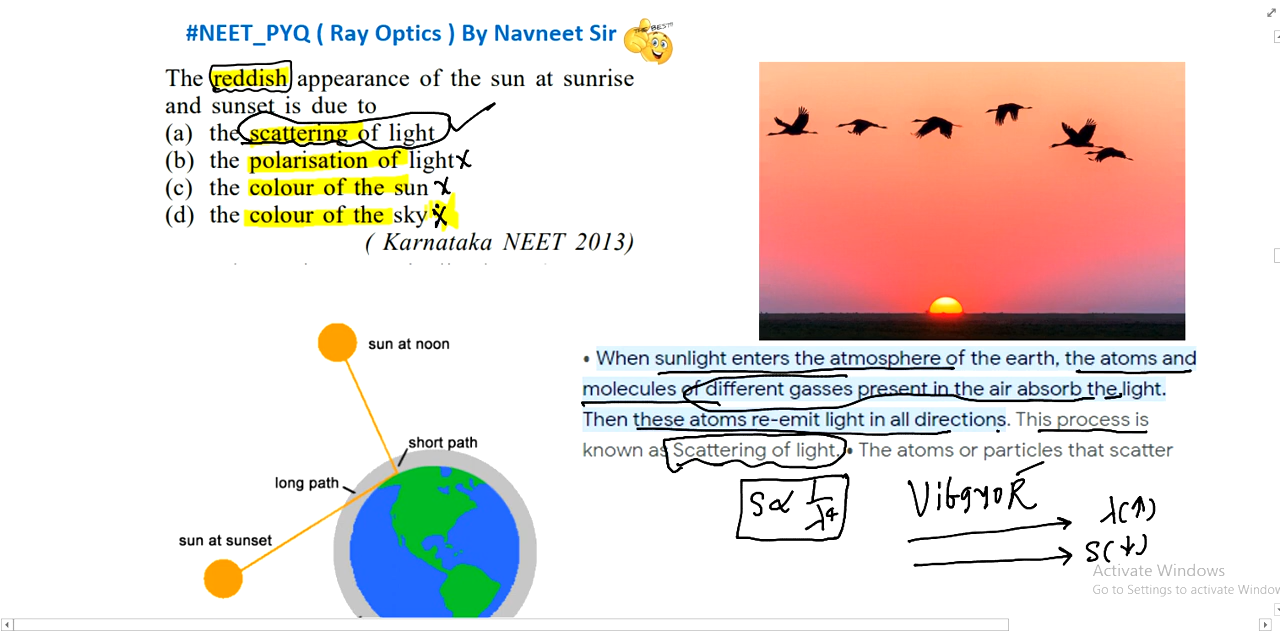 #NEET_PYQ ( Ray Optics ) By Navneet Sir
THE BEST!!
The reddish appearance of the sun at sunrise
and sunset is due to
(a) the scattering of light
(b) the polarisation of light
(c) the colour of the sun
(d) the colour of the sky
( Karnataka NEET 2013)
sun at noon
short path
long path
sun at sunset
• When sunlight enters the atmosphere of the earth, the atoms and
molecules of different gasses present in the air absorb the light.
Then these atoms re-emit light in all directions. This process is
known as Scattering of light. • The atoms or particles that scatter
S∝ 1/λ⁴
VibgyoR
λ(↑)
S(↓)
Activate Windows
Go to Settings to activate Window